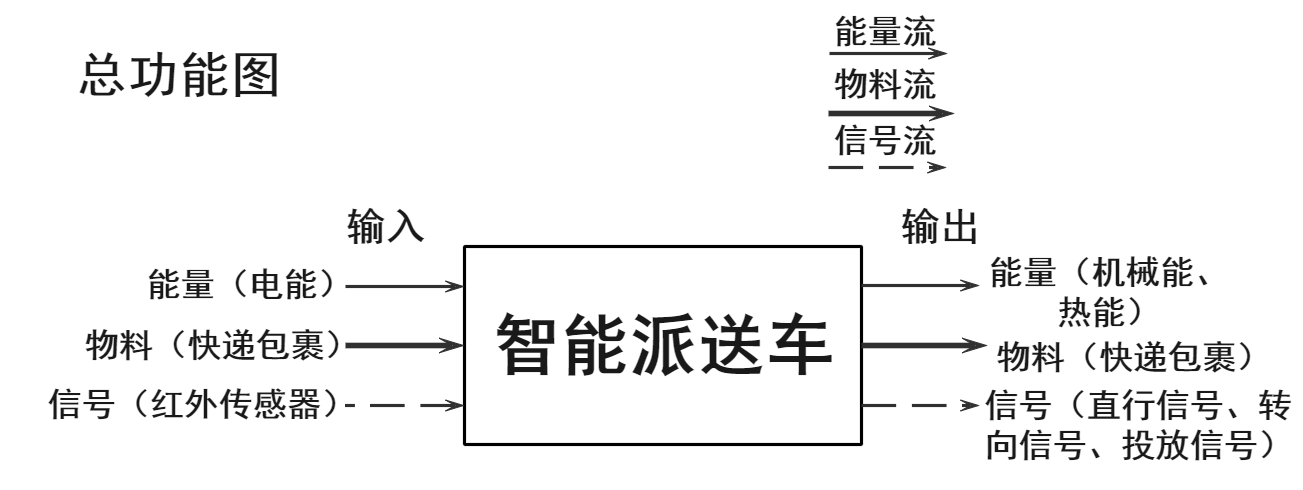 总功能图
能量流
物料流
信号流
输入
输出
能量（电能）
物料（快递包裹）
信号（红外传感器）
智能派送车
能量（机械能、
热能）
物料（快递包裹）
信号（直行信号、转
向信号、投放信号）